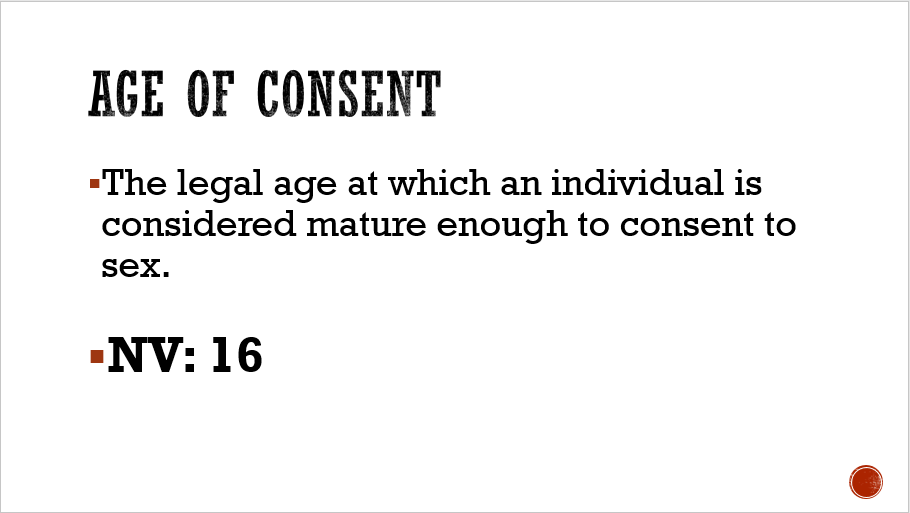 AGE OF CONSENT
▪The legal age at which an individual is
considered mature enough to consent to
sex.
▪NV: 16